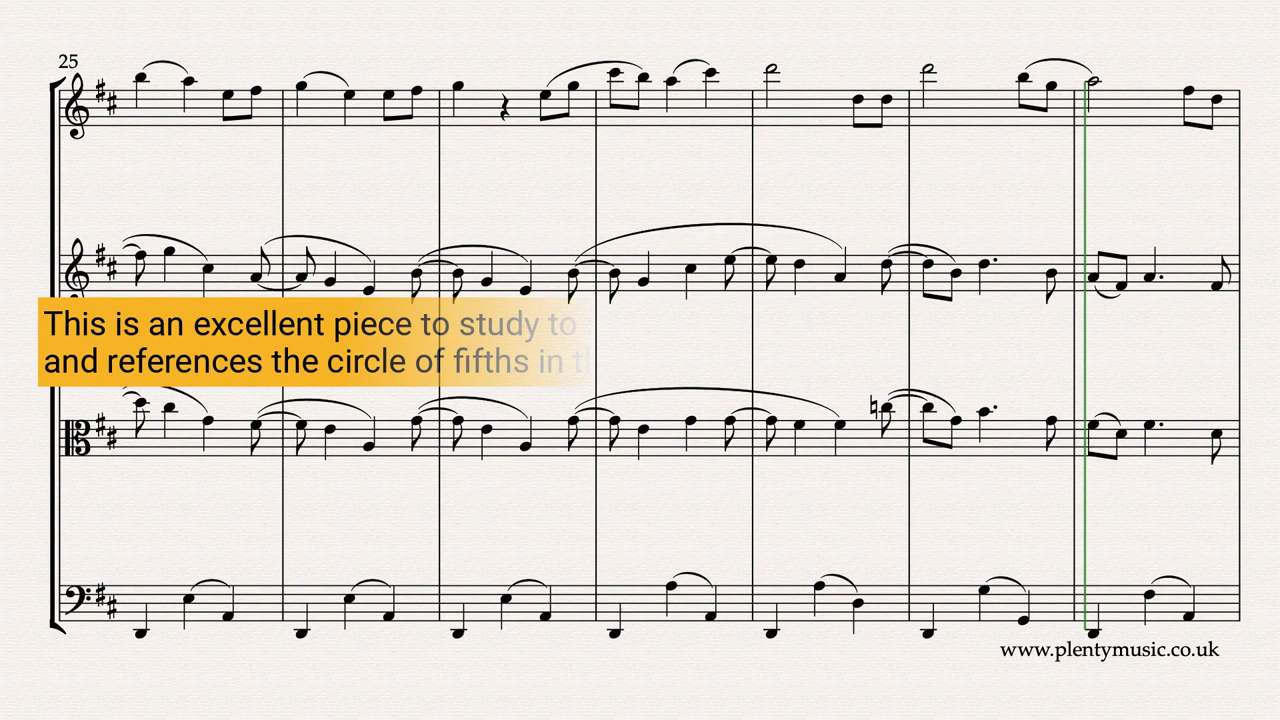 25
This is an excellent piece to study to
and references the circle of fifths in
www.plentymusic.co.uk